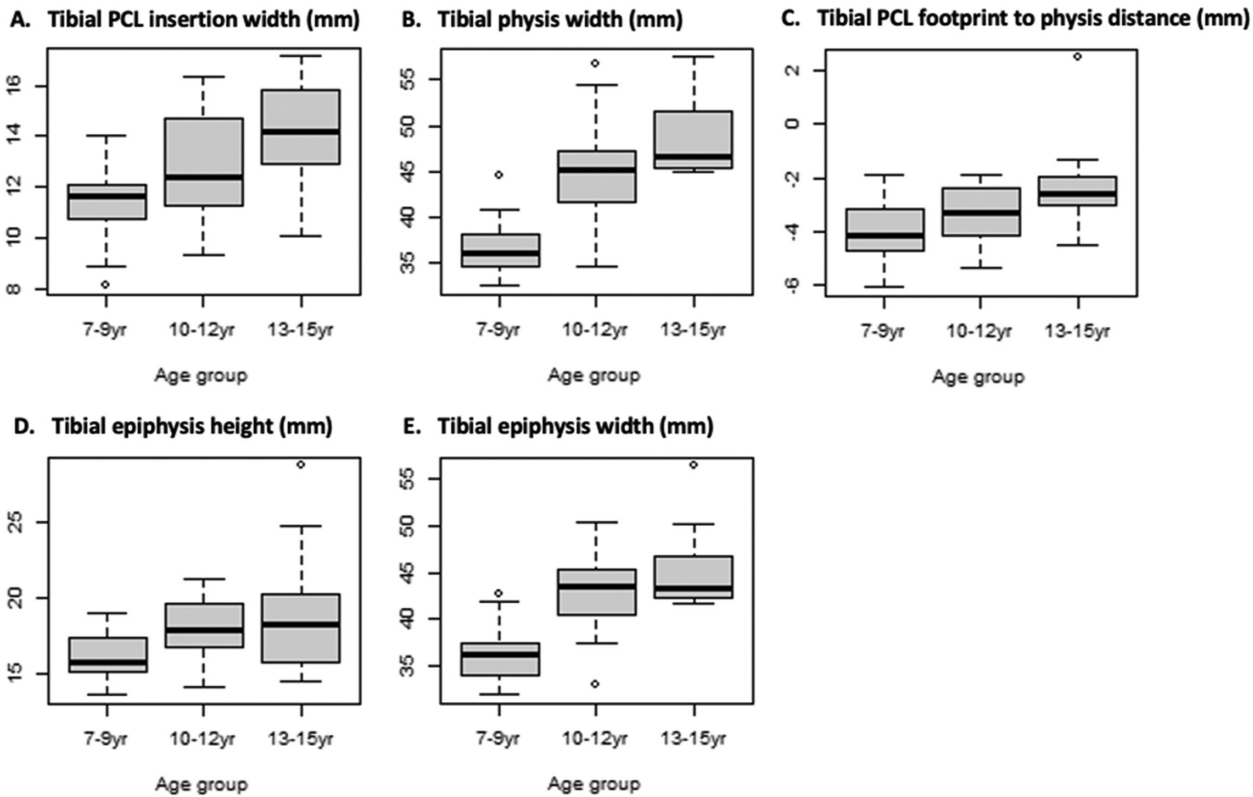 A. Tibial PCL insertion width (mm)
16
14
12
10
8
7-9yr 10-12yr 13-15yr
Age group
B. Tibial physis width (mm)
55
50
45
40
35
7-9yr 10-12yr 13-15yr
Age group
C. Tibial PCL footprint to physis distance (mm)
2
0
-2
-4
-6
7-9yr 10-12yr 13-15yr
Age group
D. Tibial epiphysis height (mm)
25
20
15
7-9yr 10-12yr 13-15yr
Age group
E. Tibial epiphysis width (mm)
55
50
45
40
35
7-9yr 10-12yr 13-15yr
Age group